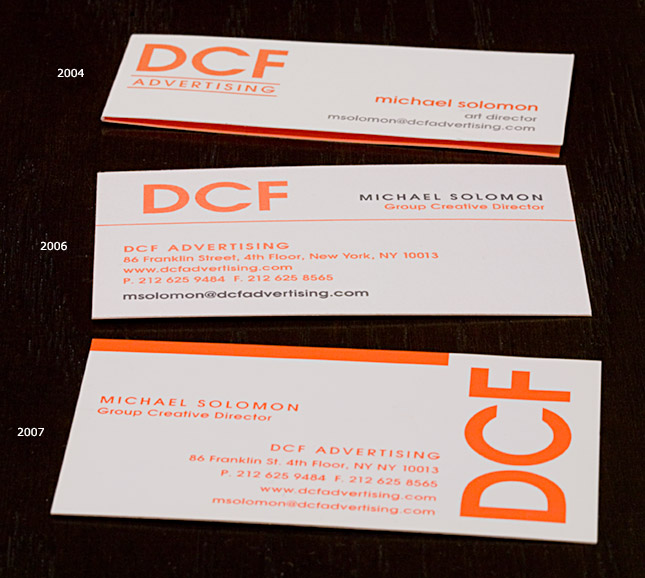 2004
DCF
ADVERTISING
michael solomon
art director
msolomon@dcfadvertising.com
2006
DCF
MICHAEL SOLOMON
Group Creative Director
DCF ADVERTISING
86 Franklin Street, 4th Floor, New York, NY 10013
www.dcfadvertising.com
P. 212 625 9484 F. 212 625 8565
msolomon@dcfadvertising.com
2007
MICHAEL SOLOMON
Group Creative Director
DCF ADVERTISING
86 Franklin St. 4th Floor, NY NY 10013
P. 212 625 9484 F. 212 625 8565
www.dcfadvertising.com
msolomon@dcfadvertising.com
DCF